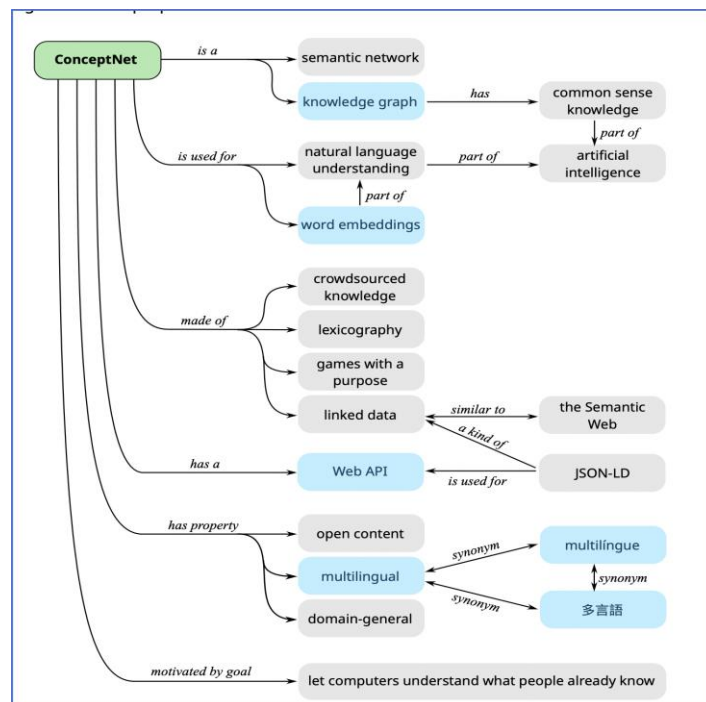 ConceptNet
is a
semantic network
knowledge graph
has
common sense
knowledge
part of
is used for
natural language
understanding
part of
artificial
intelligence
part of
word embeddings
crowdsourced
knowledge
made of
lexicography
games with a
purpose
linked data
similar to
the Semantic
Web
a kind of
has a
Web API
is used for
JSON-LD
has property
open content
synonym
multilíngue
multilingual
synonym
synonym
多言語
domain-general
motivated by goal
let computers understand what people already know